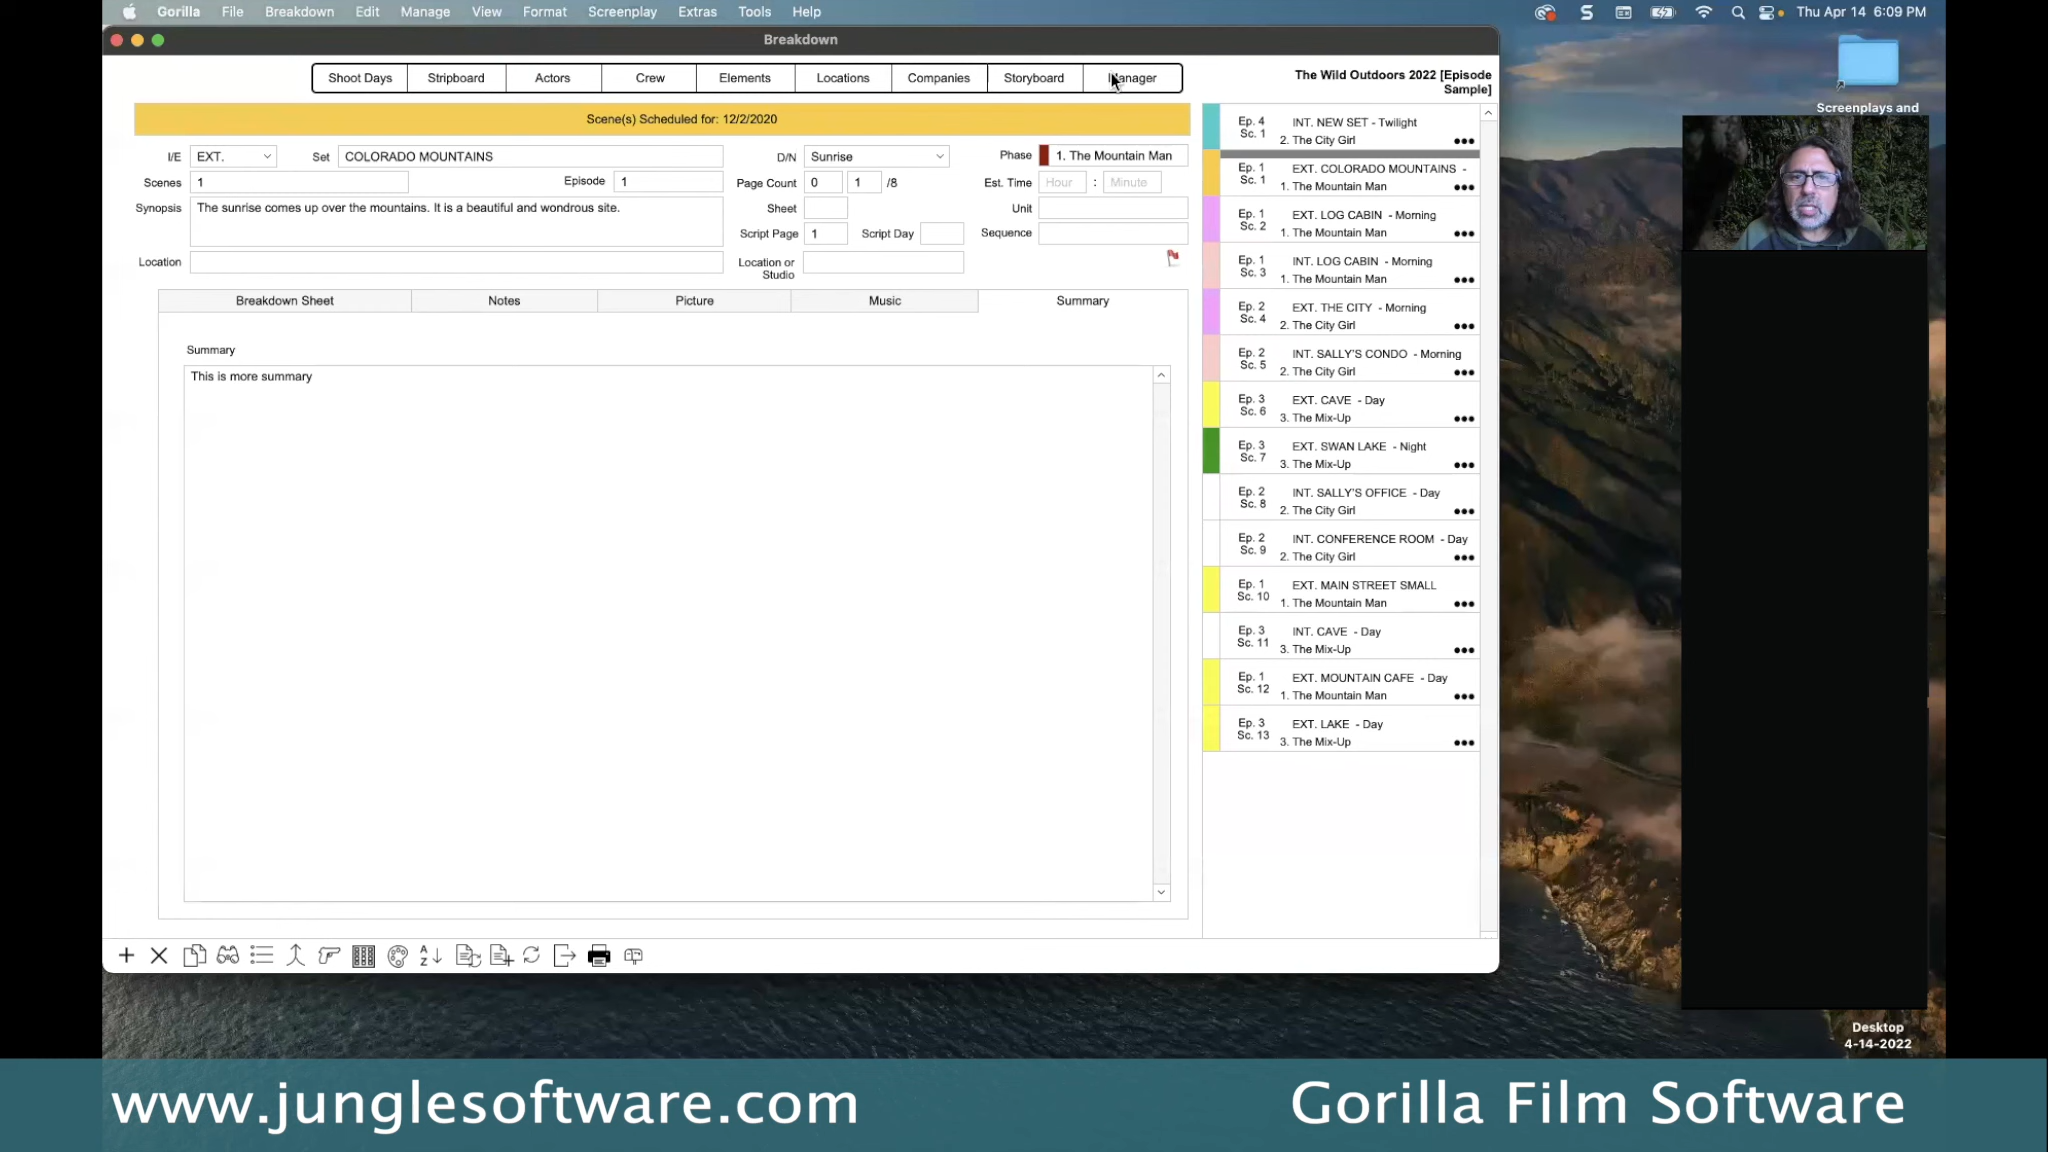 Gorilla File Breakdown Edit Manage View Format Screenplay Extras Tools Help
Thu Apr 14 6:09 PM
Breakdown
Shoot Days Stripboard Actors Crew Elements Locations Companies Storyboard Manager
The Wild Outdoors 2022 [Episode
Sample]
Screenplays and
Scene(s) Scheduled for: 12/2/2020
I/E EXT. Set COLORADO MOUNTAINS D/N Sunrise Phase 1. The Mountain Man
Scenes 1 Episode 1 Page Count 0 1 /8 Est. Time Hour : Minute
Synopsis The sunrise comes up over the mountains. It is a beautiful and wondrous site. Sheet Unit
Script Page 1 Script Day Sequence
Location Location or
Studio
Breakdown Sheet Notes Picture Music Summary
Summary
This is more summary
Ep. 4 INT. NEW SET - Twilight
Sc. 1 2. The City Girl
Ep. 1 EXT. COLORADO MOUNTAINS -
Sc. 1 1. The Mountain Man
Ep. 1 EXT. LOG CABIN - Morning
Sc. 2 1. The Mountain Man
Ep. 1 INT. LOG CABIN - Morning
Sc. 3 1. The Mountain Man
Ep. 2 EXT. THE CITY - Morning
Sc. 4 2. The City Girl
Ep. 2 INT. SALLY'S CONDO - Morning
Sc. 5 2. The City Girl
Ep. 3 EXT. CAVE - Day
Sc. 6 3. The Mix-Up
Ep. 3 EXT. SWAN LAKE - Night
Sc. 7 3. The Mix-Up
Ep. 2 INT. SALLY'S OFFICE - Day
Sc. 8 2. The City Girl
Ep. 2 INT. CONFERENCE ROOM - Day
Sc. 9 2. The City Girl
Ep. 1 EXT. MAIN STREET SMALL
Sc. 10 1. The Mountain Man
Ep. 3 INT. CAVE - Day
Sc. 11 3. The Mix-Up
Ep. 1 EXT. MOUNTAIN CAFE - Day
Sc. 12 1. The Mountain Man
Ep. 3 EXT. LAKE - Day
Sc. 13 3. The Mix-Up
A
Z
Desktop
4-14-2022
www.junglesoftware.com
Gorilla Film Software